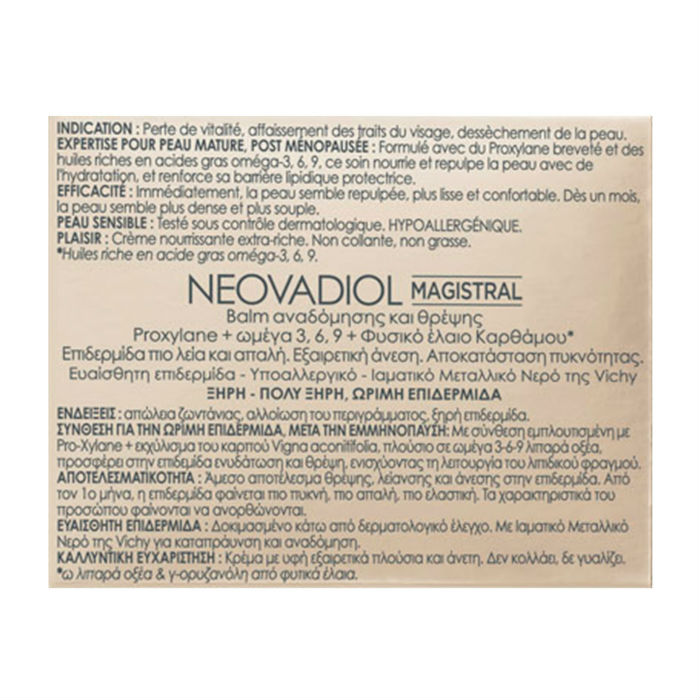 INDICATION : Perte de vitalité, affaissement des traits du visage, dessèchement de la peau.
EXPERTISE POUR PEAU MATURE, POST MÉNOPAUSÉE : Formulé avec du Proxylane breveté et des
huiles riches en acides gras oméga-3, 6, 9, ce soin nourrie et repulpe la peau avec de
l'hydratation, et renforce sa barrière lipidique protectrice.
EFFICACITÉ : Immédiatement, la peau semble repulpée, plus lisse et confortable. Dès un mois,
la peau semble plus dense et plus souple.
PEAU SENSIBLE : Testé sous contrôle dermatologique. HYPOALLERGÉNIQUE.
PLAISIR : Crème nourrissante extra-riche. Non collante, non grasse.
*Huiles riche en acide gras oméga-3, 6, 9.
NEOVADIOL MAGISTRAL
Balm αναδόμησης και θρέψης
Proxylane + ωμέγα 3, 6, 9 + Φυσικό έλαιο Καρθάμου*
Επιδερμίδα πιο λεία και απαλή. Εξαιρετική άνεση. Αποκατάσταση πυκνότητας.
Ευαίσθητη επιδερμίδα - Υποαλλεργικό - Ιαματικό Μεταλλικό Νερό της Vichy
ΞΗΡΗ - ΠΟΛΥ ΞΗΡΗ, ΩΡΙΜΗ ΕΠΙΔΕΡΜΙΔΑ
ΕΝΔΕΙΞΕΙΣ : απώλεια ζωντάνιας, αλλοίωση του περιγράμματος, ξηρή επιδερμίδα.
ΣΥΝΘΕΣΗ ΓΙΑ ΤΗΝ ΩΡΙΜΗ ΕΠΙΔΕΡΜΙΔΑ, ΜΕΤΑ ΤΗΝ ΕΜΜΗΝΟΠΑΥΣΗ: Με σύνθεση εμπλουτισμένη με
Pro-Xylane + εκχύλισμα του καρπού Vigna aconitifolia, πλούσιο σε ωμέγα 3-6-9 λιπαρά οξέα,
προσφέρει στην επιδεμίδα ενυδάτωση και θρέψη, ενισχύοντας τη λειτουργία του λιπιδικού φραγμού.
ΑΠΟΤΕΛΕΣΜΑΤΙΚΟΤΗΤΑ : Άμεσο αποτέλεσμα θρέψης, λείανσης και άνεσης στην επιδερμίδα. Από
τον 1ο μήνα, η επιδερμίδα φαίνεται πιο πυκνή, πιο απαλή, πιο ελαστική. Τα χαρακτηριστικά του
προσώπου φαίνονται να ανορθώνονται.
ΕΥΑΙΣΘΗΤΗ ΕΠΙΔΕΡΜΙΔΑ : Δοκιμασμένο κάτω από δερματολογικό έλεγχο. Με Ιαματικό Μεταλλικό
Νερό της Vichy για καταπράυνση και αναδόμηση.
ΚΑΛΛΥΝΤΙΚΗ ΕΥΧΑΡΙΣΤΗΣΗ : Κρέμα με υφή εξαιρετικά πλούσια και άνετη. Δεν κολλάει, δε γυαλίζει.
*ω λιπαρά οξέα & γ-ορυζανόλη από φυτικά έλαια.